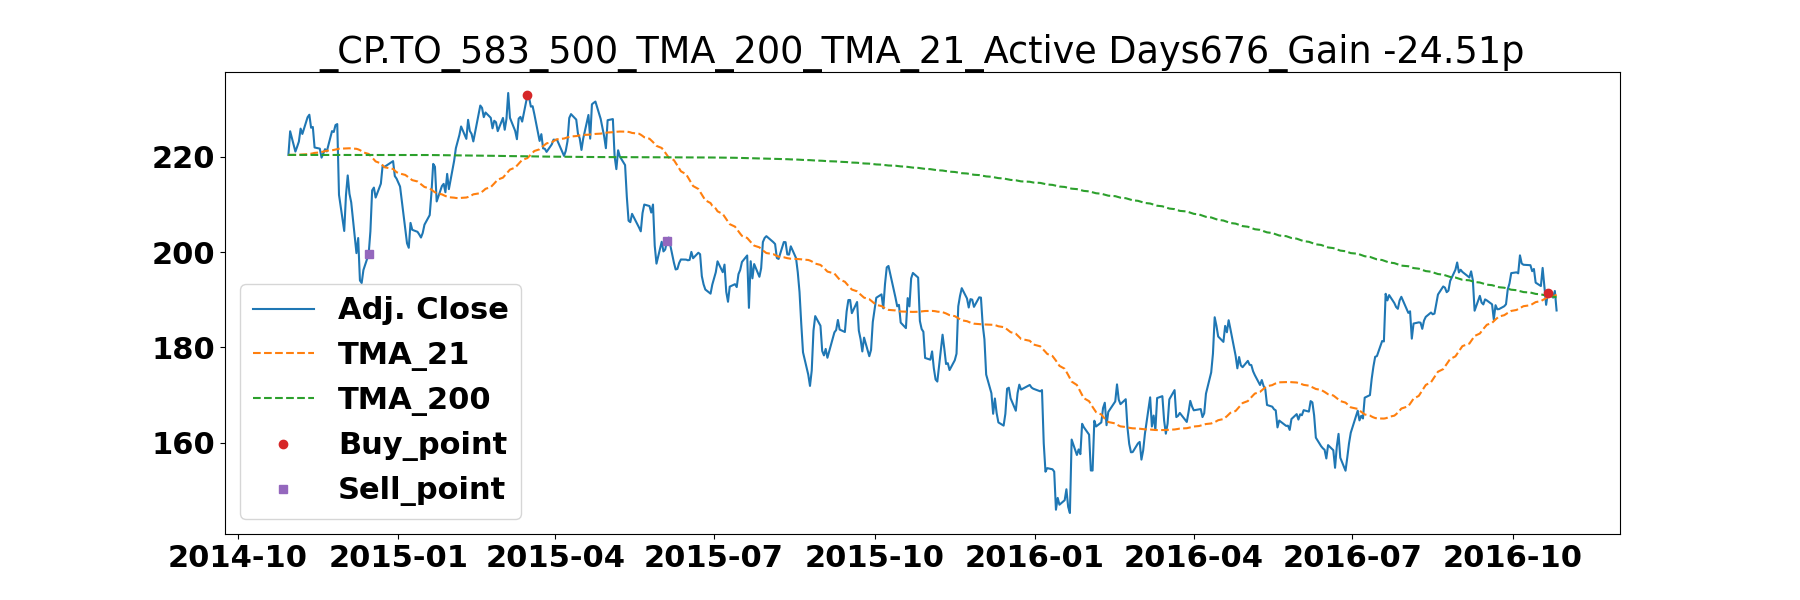 _CP.TO_583_500_TMA_200_TMA_21_Active Days676_Gain -24.51p
220
200
180
160
Adj. Close
TMA_21
TMA_200
Buy_point
Sell_point
2014-10 2015-01 2015-04 2015-07 2015-10 2016-01 2016-04 2016-07 2016-10